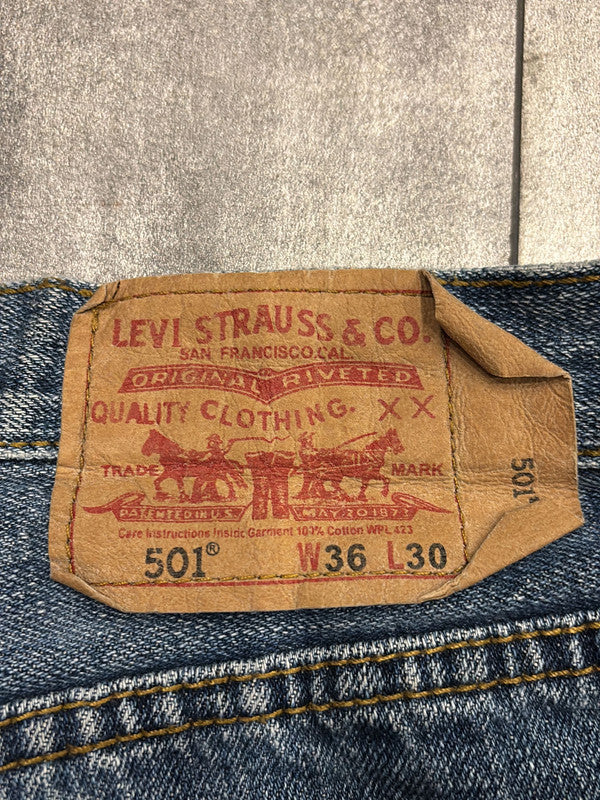 LEVI STRAUSS & CO.
SAN FRANCISCO, CAL.
ORIGINAL RIVETED
QUALITY CLOTHING. XX
TRADE MARK
PATENTED IN U.S. MAY 20 1873
Care Instructions Inside Garment 100% Cotton WPL 423
501® W36 L30
501®